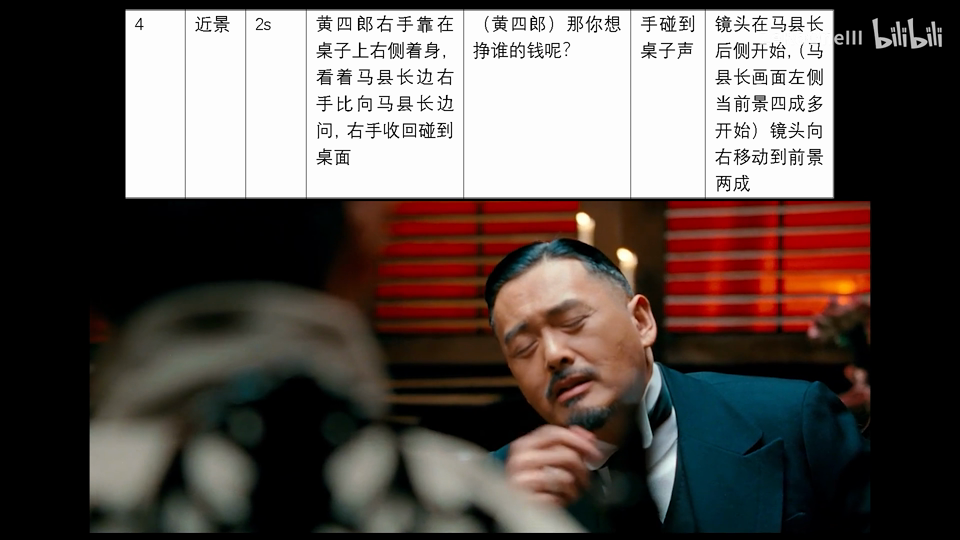 4
近景
2s
黄四郎右手靠在
桌子上右侧着身，
看着马县长边右
手比向马县长边
问，右手收回碰到
桌面
（黄四郎）那你想
挣谁的钱呢？
手碰到
桌子声
镜头在马县长
后侧开始，（马
县长画面左侧
当前景四成多
开始）镜头向
右移动到前景
两成
bilibili